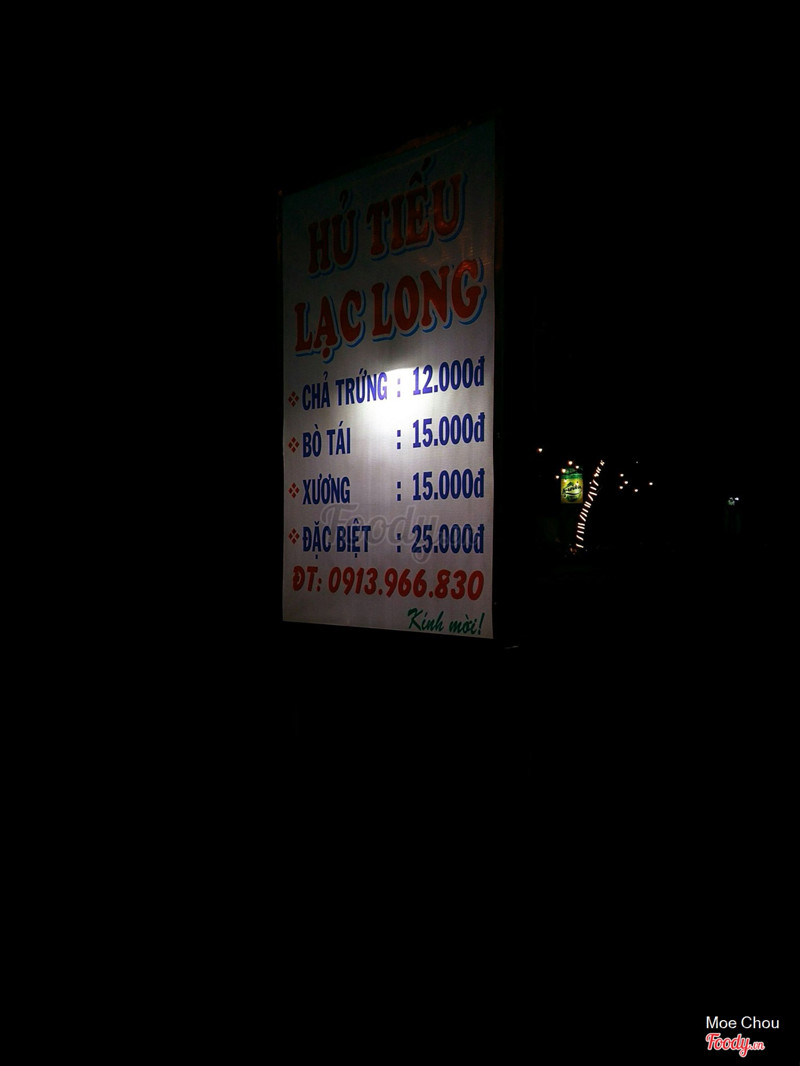 HỦ TIẾU
LẠC LONG
❖ CHẢ TRỨNG : 12.000đ
❖ BÒ TÁI : 15.000đ
❖ XƯƠNG : 15.000đ
❖ ĐẶC BIỆT : 25.000đ
ĐT: 0913.966.830
Kính mời!
Foody
Moe Chou
Foody.vn